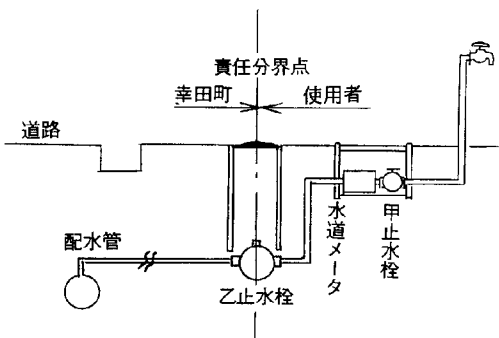 責任分界点
幸田町
使用者
道路
配水管
乙止水栓
水道メータ
甲止水栓